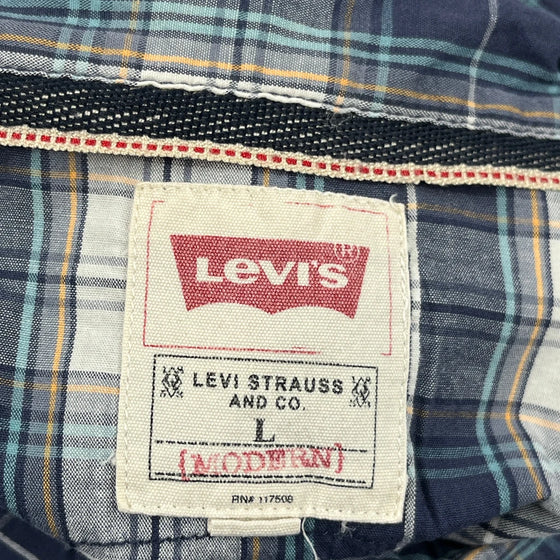 LEVI'S ®
LEVI STRAUSS
AND CO.
L
{MODERN}
RN# 117509